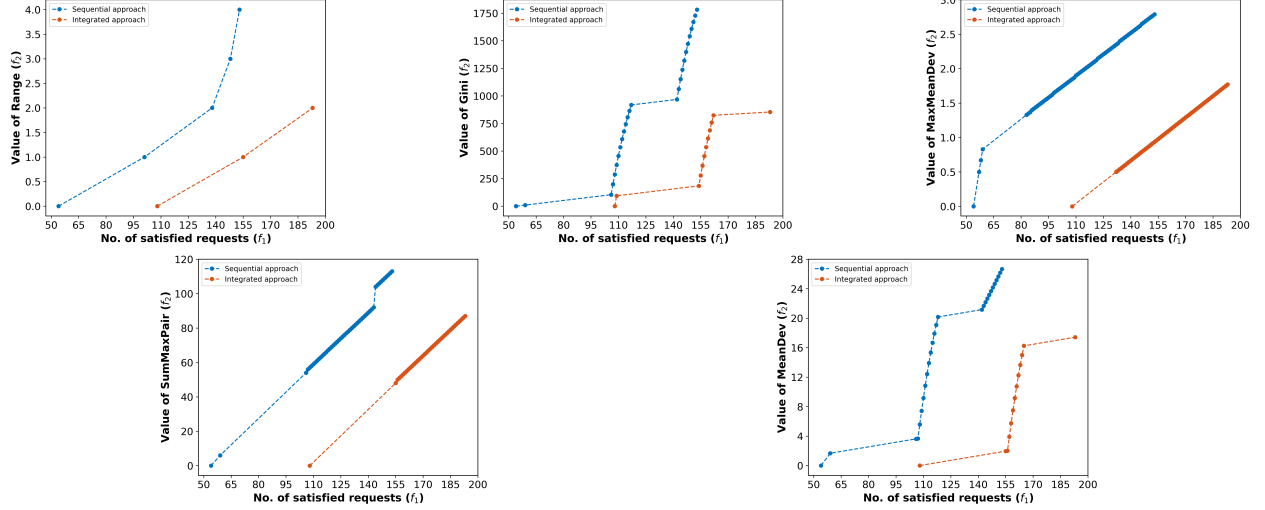 Sequential approach
Integrated approach
4.0
3.5
3.0
2.5
2.0
1.5
1.0
0.5
0.0
Value of Range (f₂)
50 65 80 95 110 125 140 155 170 185 200
No. of satisfied requests (f₁)
Sequential approach
Integrated approach
1750
1500
1250
1000
750
500
250
0
Value of Gini (f₂)
50 65 80 95 110 125 140 155 170 185 200
No. of satisfied requests (f₁)
Sequential approach
Integrated approach
3.0
2.5
2.0
1.5
1.0
0.5
0.0
Value of MaxMeanDev (f₂)
50 65 80 95 110 125 140 155 170 185 200
No. of satisfied requests (f₁)
Sequential approach
Integrated approach
120
100
80
60
40
20
0
Value of SumMaxPair (f₂)
50 65 80 95 110 125 140 155 170 185 200
No. of satisfied requests (f₁)
Sequential approach
Integrated approach
28
24
20
16
12
8
4
0
Value of MeanDev (f₂)
50 65 80 95 110 125 140 155 170 185 200
No. of satisfied requests (f₁)